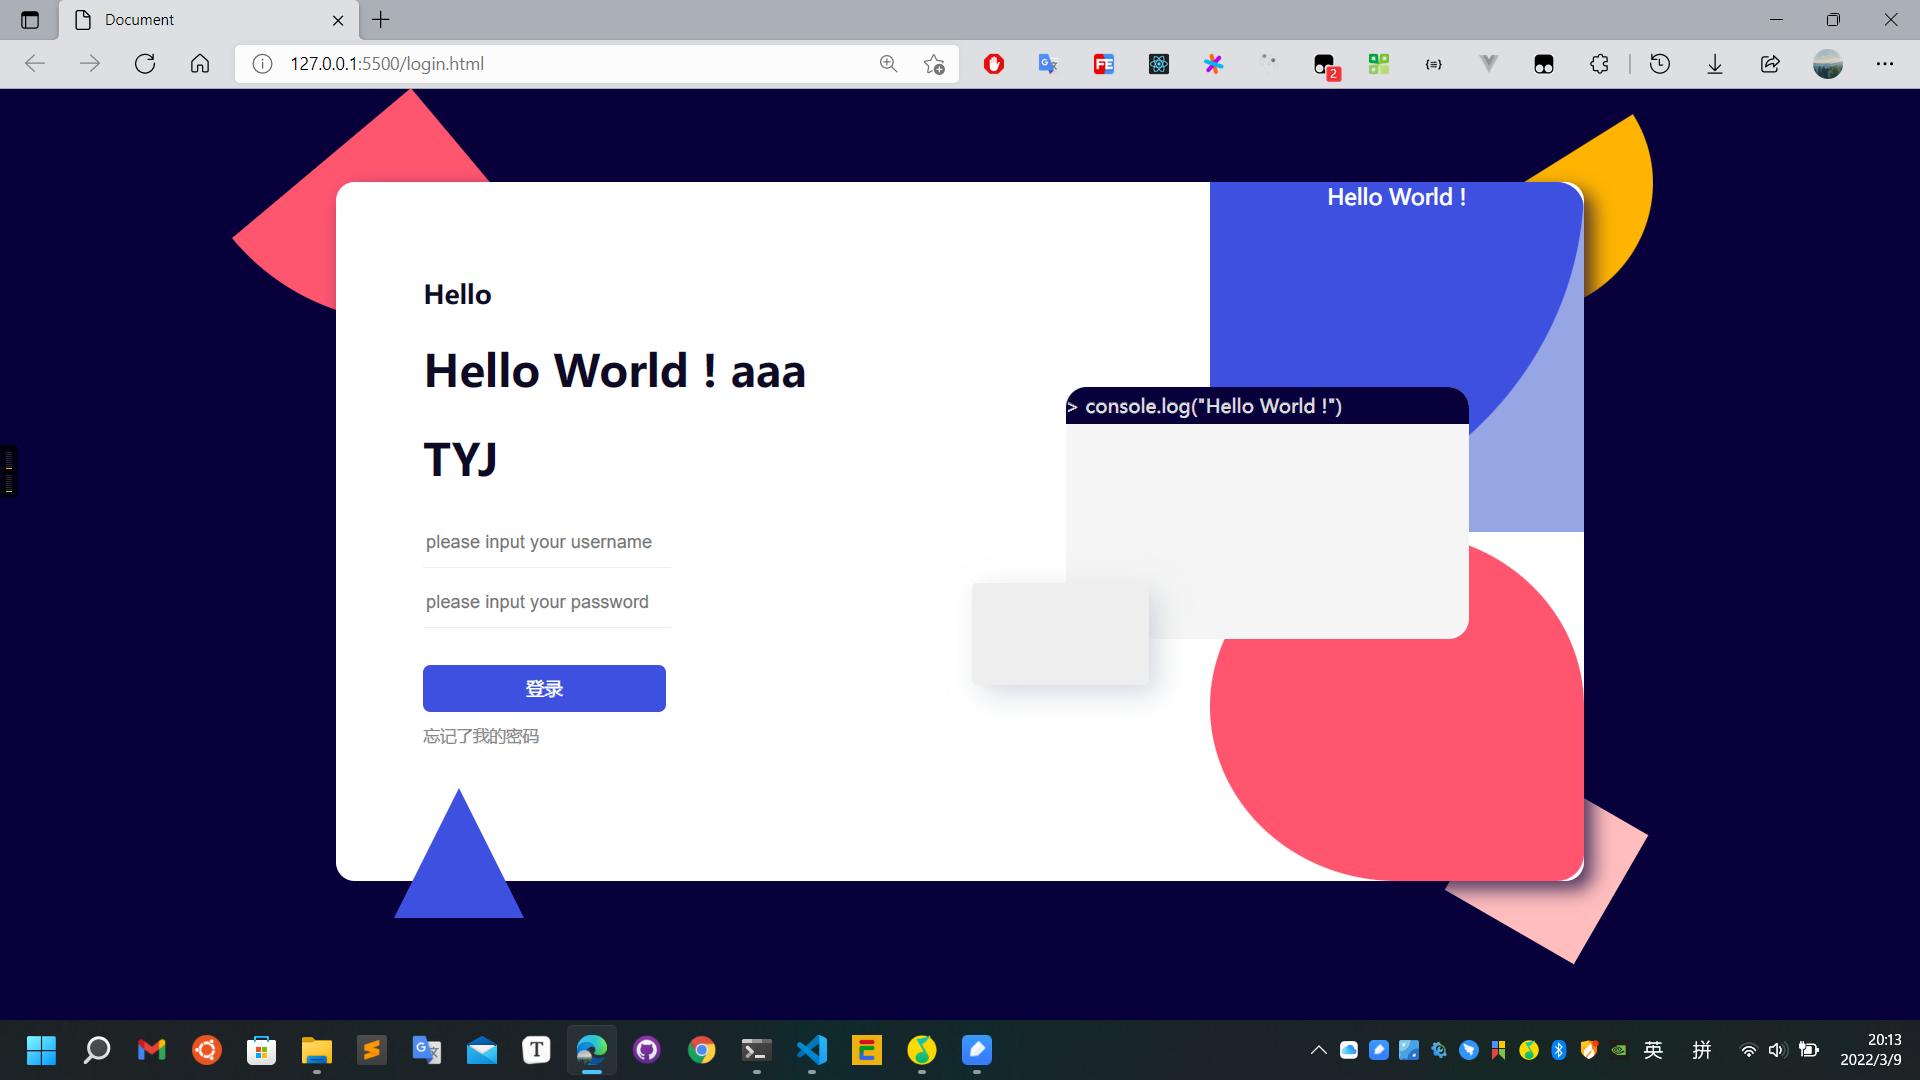 Document
127.0.0.1:5500/login.html
FE
2
Hello World !
Hello
Hello World ! aaa
TYJ
> console.log("Hello World !")
please input your username
please input your password
登录
忘记了我的密码
T
E
英
拼
20:13
2022/3/9